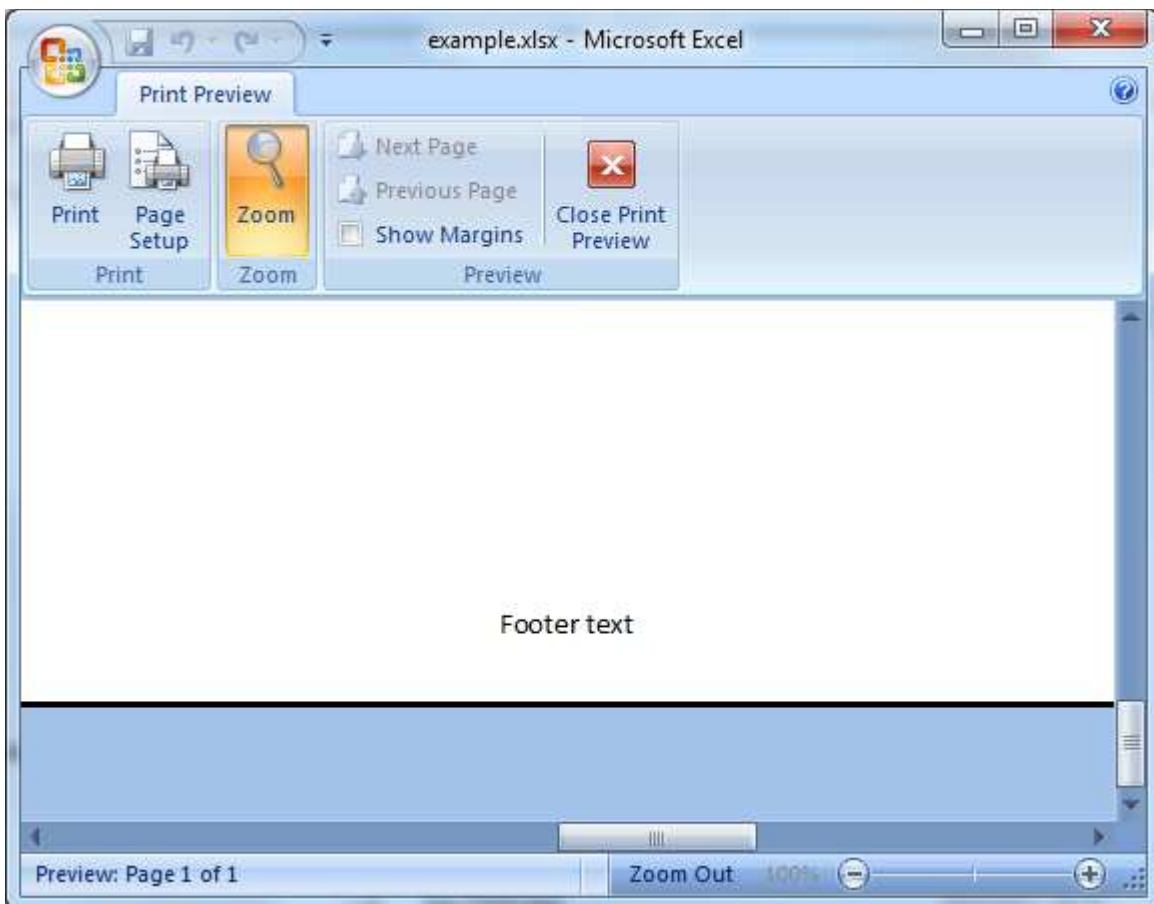 example.xlsx - Microsoft Excel
Print Preview
Print
Page Setup
Zoom
Next Page
Previous Page
Show Margins
Close Print Preview
Print
Zoom
Preview
Footer text
Preview: Page 1 of 1
Zoom Out
100%